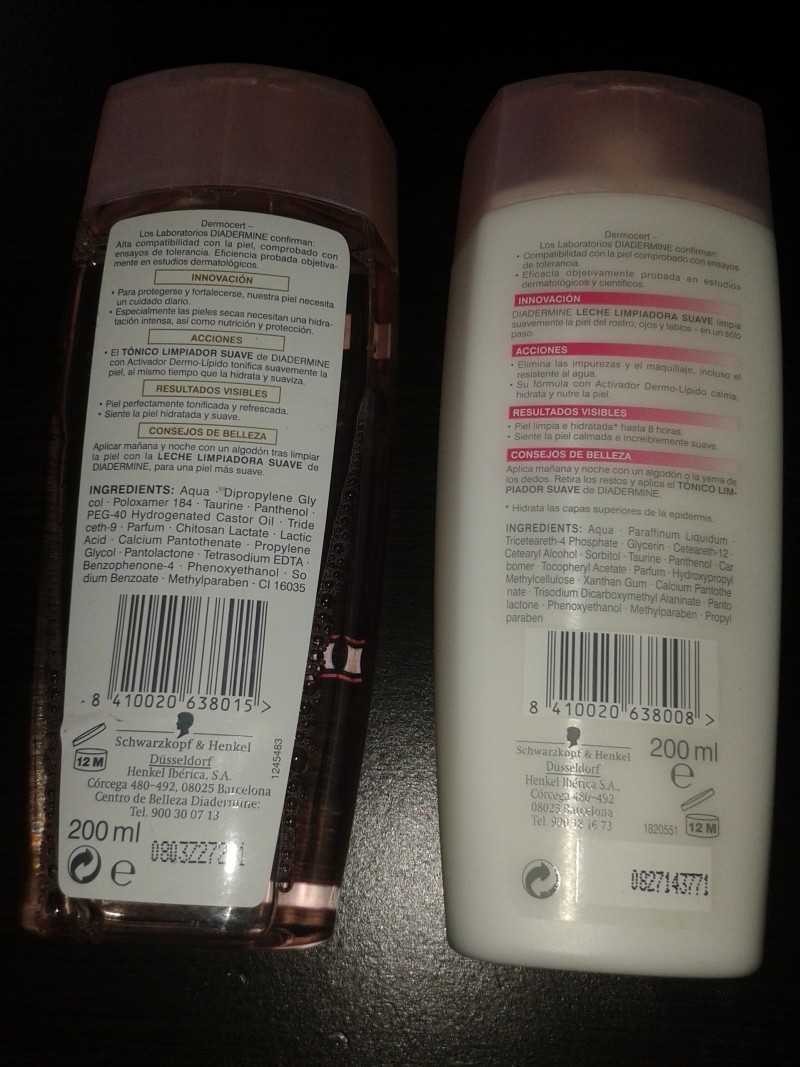 Dermocert –
Los Laboratorios DIADERMINE confirman:
Alta compatibilidad con la piel, comprobado con
ensayos de tolerancia. Eficiencia probada objetiva-
mente en estudios dermatológicos.
INNOVACIÓN
• Para protegerse y fortalecerse, nuestra piel necesita
un cuidado diario.
• Especialmente las pieles secas necesitan una hidra-
tación intensa, así como nutrición y protección.
ACCIONES
• El TÓNICO LIMPIADOR SUAVE de DIADERMINE
con Activador Dermo-Lípido tonifica suavemente la
piel, al mismo tiempo que la hidrata y suaviza.
RESULTADOS VISIBLES
• Piel perfectamente tonificada y refrescada.
• Siente la piel hidratada y suave.
CONSEJOS DE BELLEZA
Aplicar mañana y noche con un algodón tras limpiar
la piel con la LECHE LIMPIADORA SUAVE de
DIADERMINE, para una piel más suave.
INGREDIENTS: Aqua · Dipropylene Gly
col · Poloxamer 184 · Taurine · Panthenol ·
PEG-40 Hydrogenated Castor Oil · Tride
ceth-9 · Parfum · Chitosan Lactate · Lactic
Acid · Calcium Pantothenate · Propylene
Glycol · Pantolactone · Tetrasodium EDTA ·
Benzophenone-4 · Phenoxyethanol · So
dium Benzoate · Methylparaben · CI 16035
8 410020 638015 >
Schwarzkopf & Henkel
Düsseldorf
Henkel Ibérica, S.A.
Córcega 480-492, 08025 Barcelona
Centro de Belleza Diadermine:
Tel. 900 30 07 13
12 M
1245483
200 ml
e
Dermocert –
Los Laboratorios DIADERMINE confirman:
• Compatibilidad con la piel comprobado con ensayos
de tolerancia.
• Eficacia objetivamente probada en estudios
dermatológicos y científicos.
INNOVACIÓN
DIADERMINE LECHE LIMPIADORA SUAVE limpia
suavemente la piel del rostro, ojos y labios – en un sólo
paso.
ACCIONES
• Elimina las impurezas y el maquillaje, incluso el
resistente al agua.
• Su fórmula con Activador Dermo-Lípido calma,
hidrata y nutre la piel.
RESULTADOS VISIBLES
• Piel limpia e hidratada* hasta 8 horas.
• Siente la piel calmada e increíblemente suave.
CONSEJOS DE BELLEZA
Aplica mañana y noche con un algodón o la yema de
los dedos. Retira los restos y aplica el TÓNICO LIM-
PIADOR SUAVE de DIADERMINE.
* Hidrata las capas superiores de la epidermis.
INGREDIENTS: Aqua · Paraffinum Liquidum ·
Triceteareth-4 Phosphate · Glycerin · Ceteareth-12 ·
Cetearyl Alcohol · Sorbitol · Taurine · Panthenol · Car
bomer · Tocopheryl Acetate · Parfum · Hydroxypropyl
Methylcellulose · Xanthan Gum · Calcium Pantothe
nate · Trisodium Dicarboxymethyl Alaninate · Panto
lactone · Phenoxyethanol · Methylparaben · Propyl
paraben
8 410020 638008 >
Schwarzkopf & Henkel
Düsseldorf
Henkel Ibérica S.A.
Córcega 480-492
08025 Barcelona
Tel.
200 ml
e
1820551
12 M
0827143771